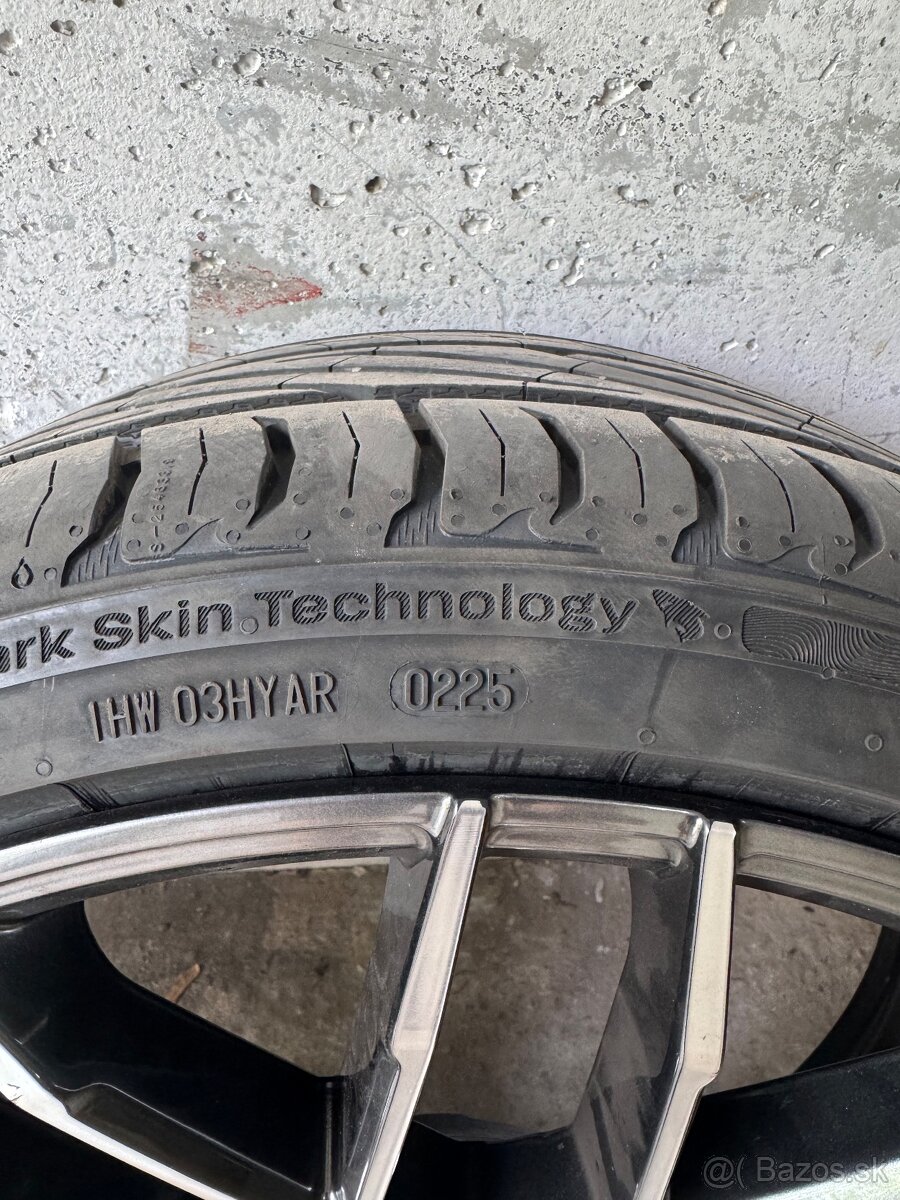 ark Skin Technology
1HW 03HYAR 0225
@( Bazos.sk